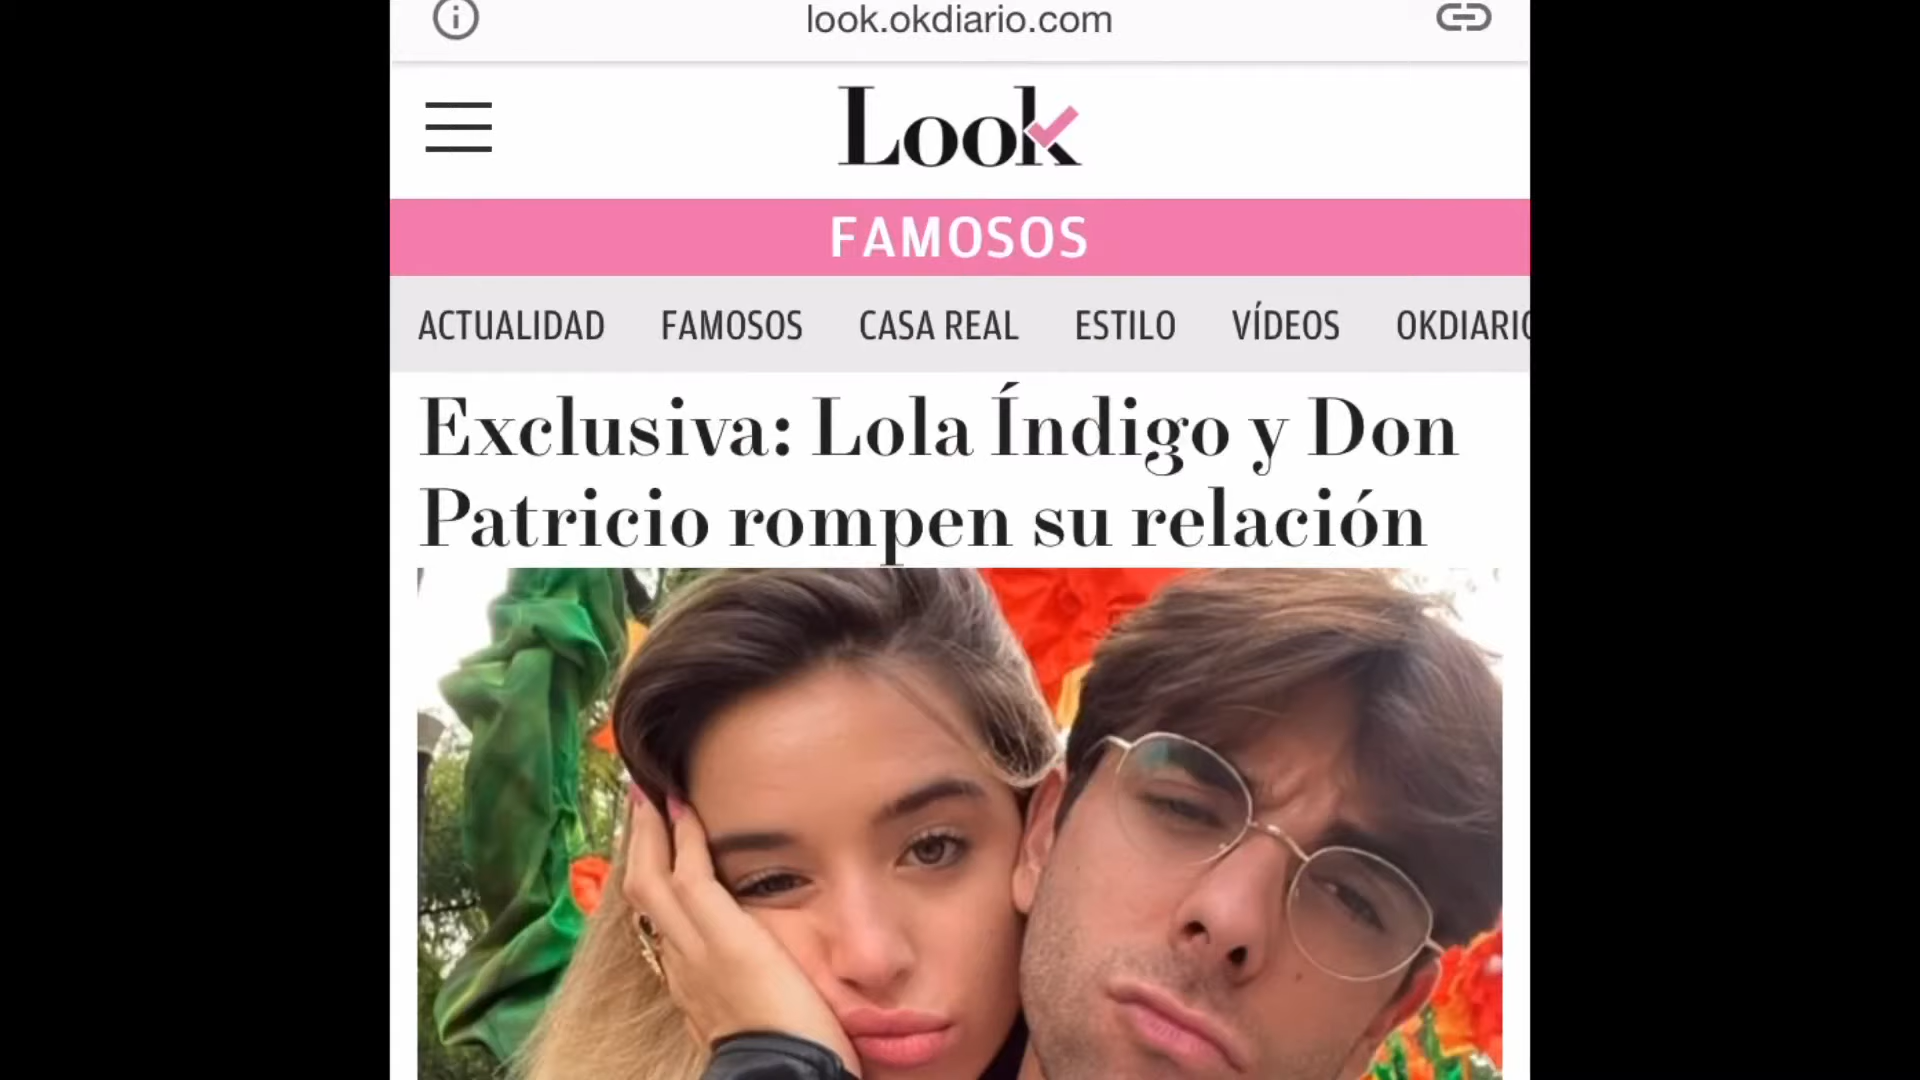 look.okdiario.com
Look
FAMOSOS
ACTUALIDAD FAMOSOS CASA REAL ESTILO VÍDEOS OKDIARIO
Exclusiva: Lola Índigo y Don
Patricio rompen su relación